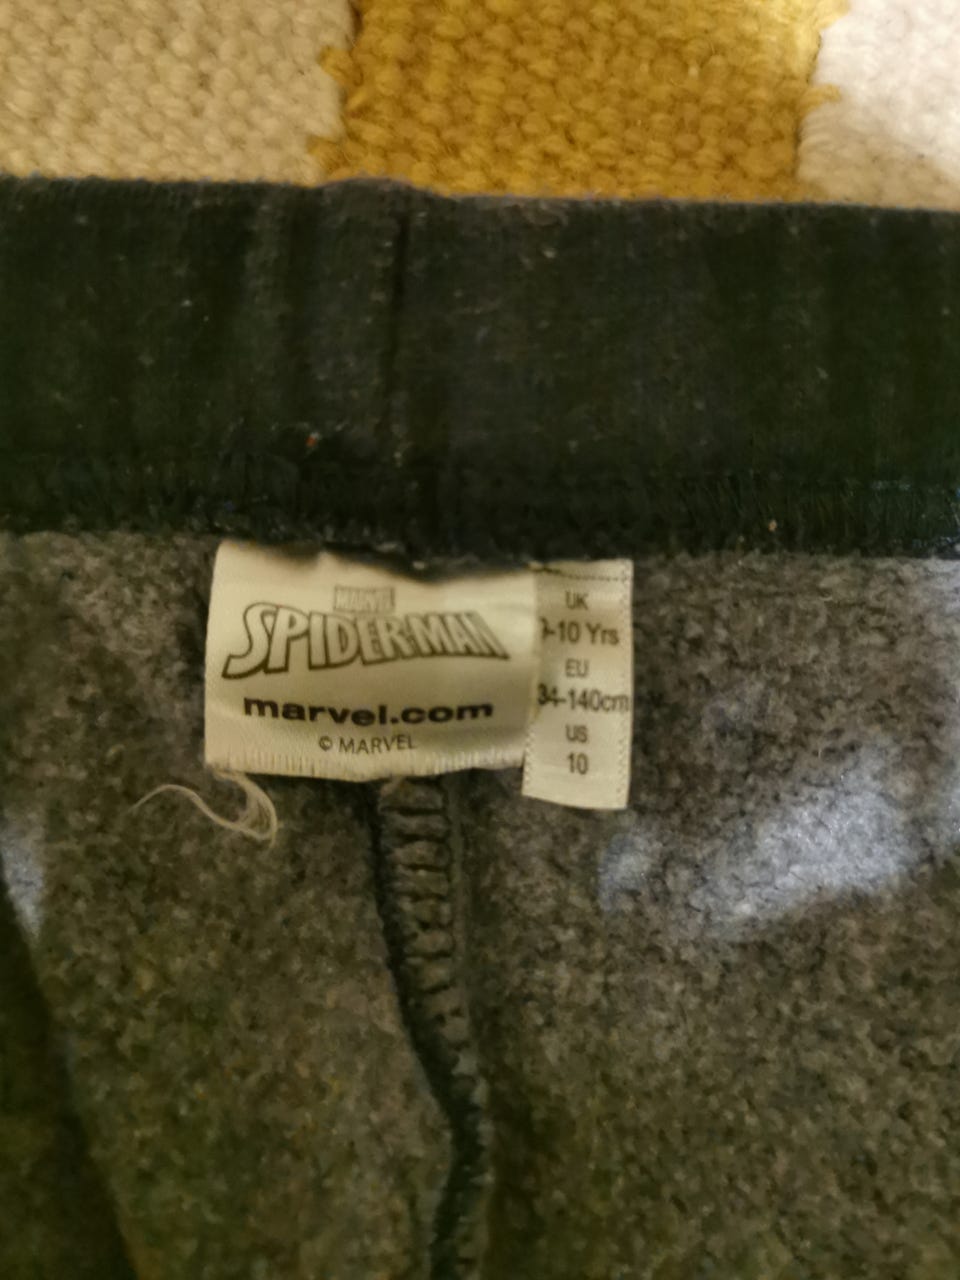 MARVEL
SPIDER-MAN
marvel.com
© MARVEL
UK
-10 Yrs
EU
34-140cm
US
10